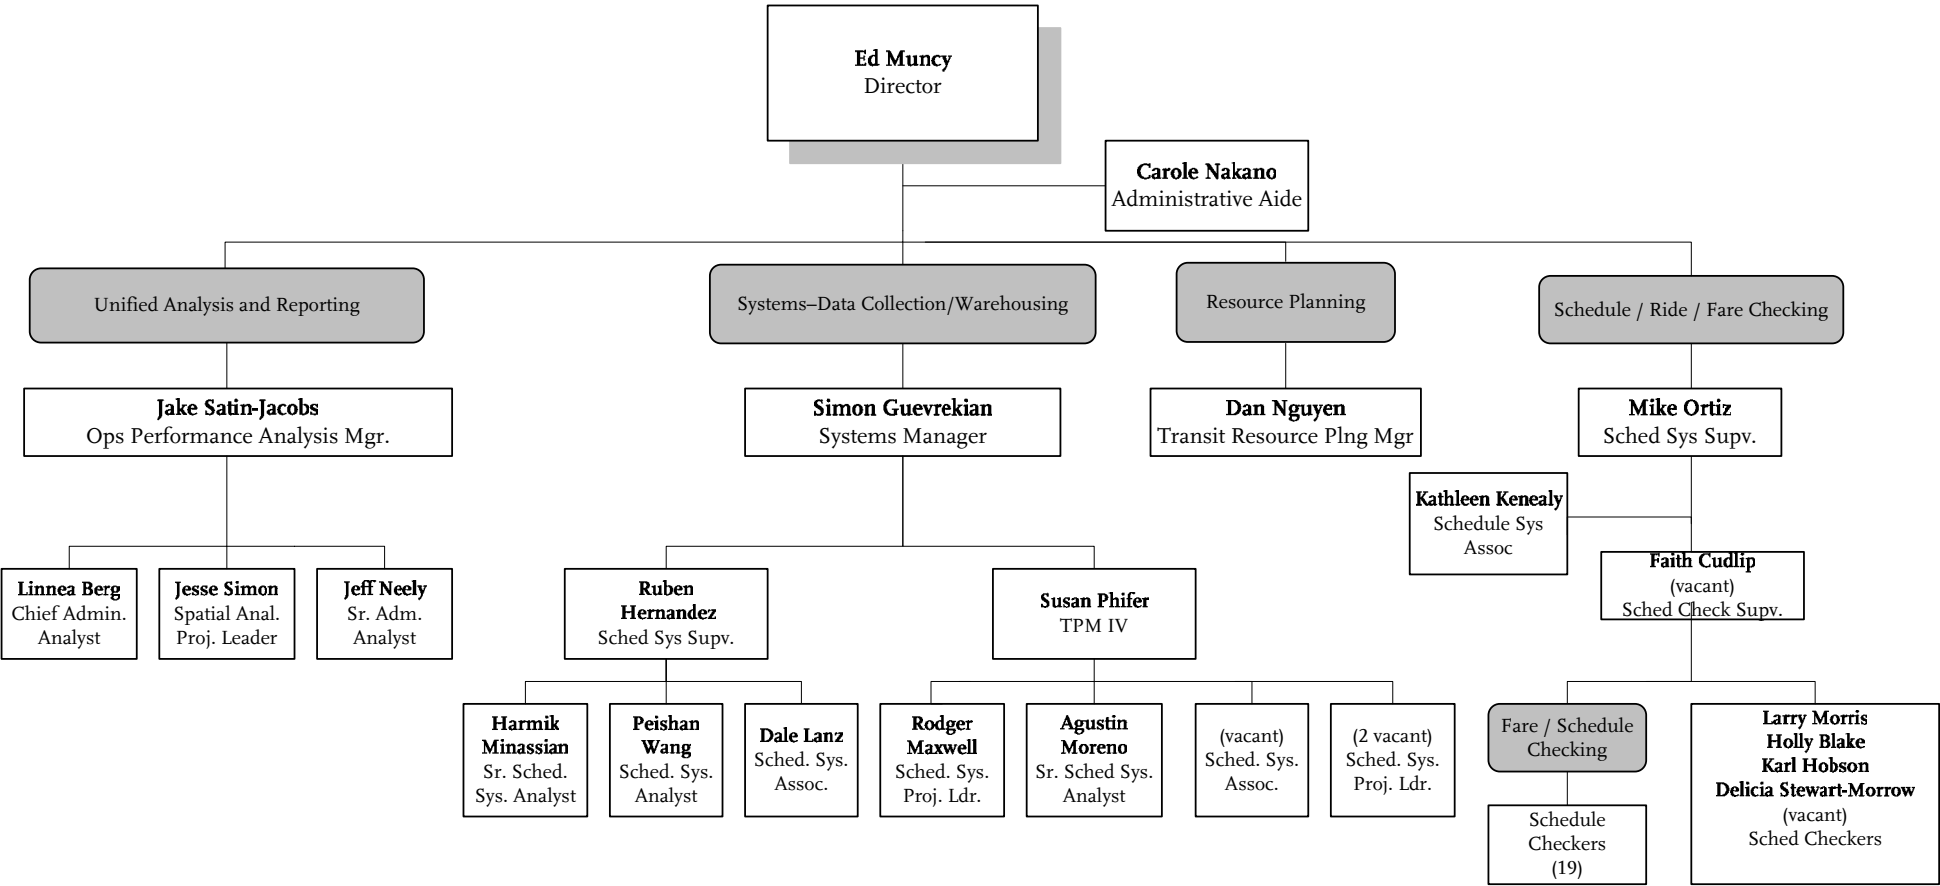 Ed Muncy
Director
Carole Nakano
Administrative Aide
Unified Analysis and Reporting
Systems–Data Collection/Warehousing
Resource Planning
Schedule / Ride / Fare Checking
Jake Satin-Jacobs
Ops Performance Analysis Mgr.
Simon Guevrekian
Systems Manager
Dan Nguyen
Transit Resource Plng Mgr
Mike Ortiz
Sched Sys Supv.
Kathleen Kenealy
Schedule Sys
Assoc
Faith Cudlip
(vacant)
Sched Check Supv.
Linnea Berg
Chief Admin.
Analyst
Jesse Simon
Spatial Anal.
Proj. Leader
Jeff Neely
Sr. Adm.
Analyst
Ruben
Hernandez
Sched Sys Supv.
Susan Phifer
TPM IV
Harmik
Minassian
Sr. Sched.
Sys. Analyst
Peishan
Wang
Sched. Sys.
Analyst
Dale Lanz
Sched. Sys.
Assoc.
Rodger
Maxwell
Sched. Sys.
Proj. Ldr.
Agustin
Moreno
Sr. Sched Sys.
Analyst
(vacant)
Sched. Sys.
Assoc.
(2 vacant)
Sched. Sys.
Proj. Ldr.
Fare / Schedule
Checking
Schedule
Checkers
(19)
Larry Morris
Holly Blake
Karl Hobson
Delicia Stewart-Morrow
(vacant)
Sched Checkers